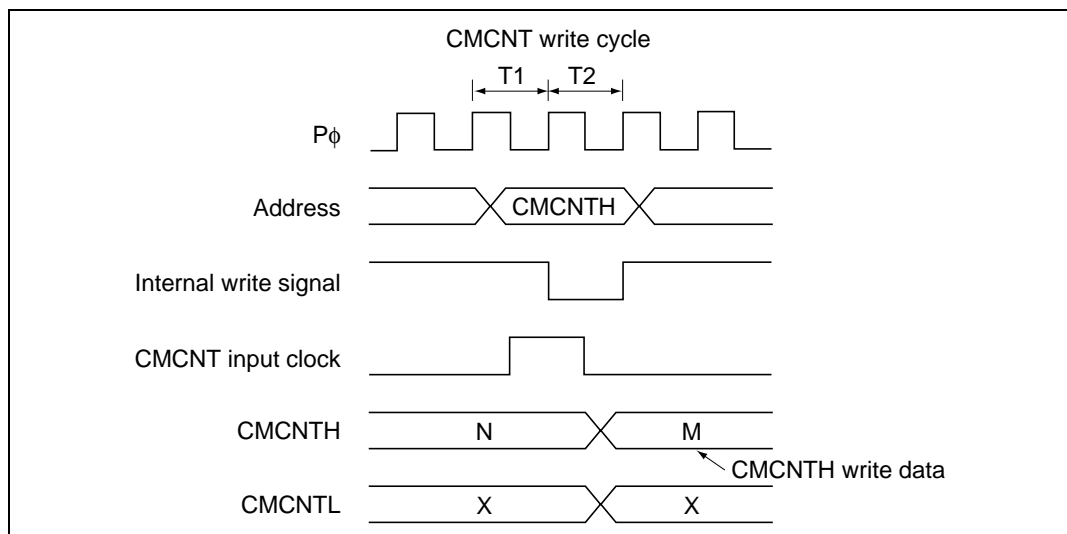 CMCNT write cycle
T1 T2
Pϕ
Address CMCNTH
Internal write signal
CMCNT input clock
CMCNTH N M
CMCNTH write data
CMCNTL X X